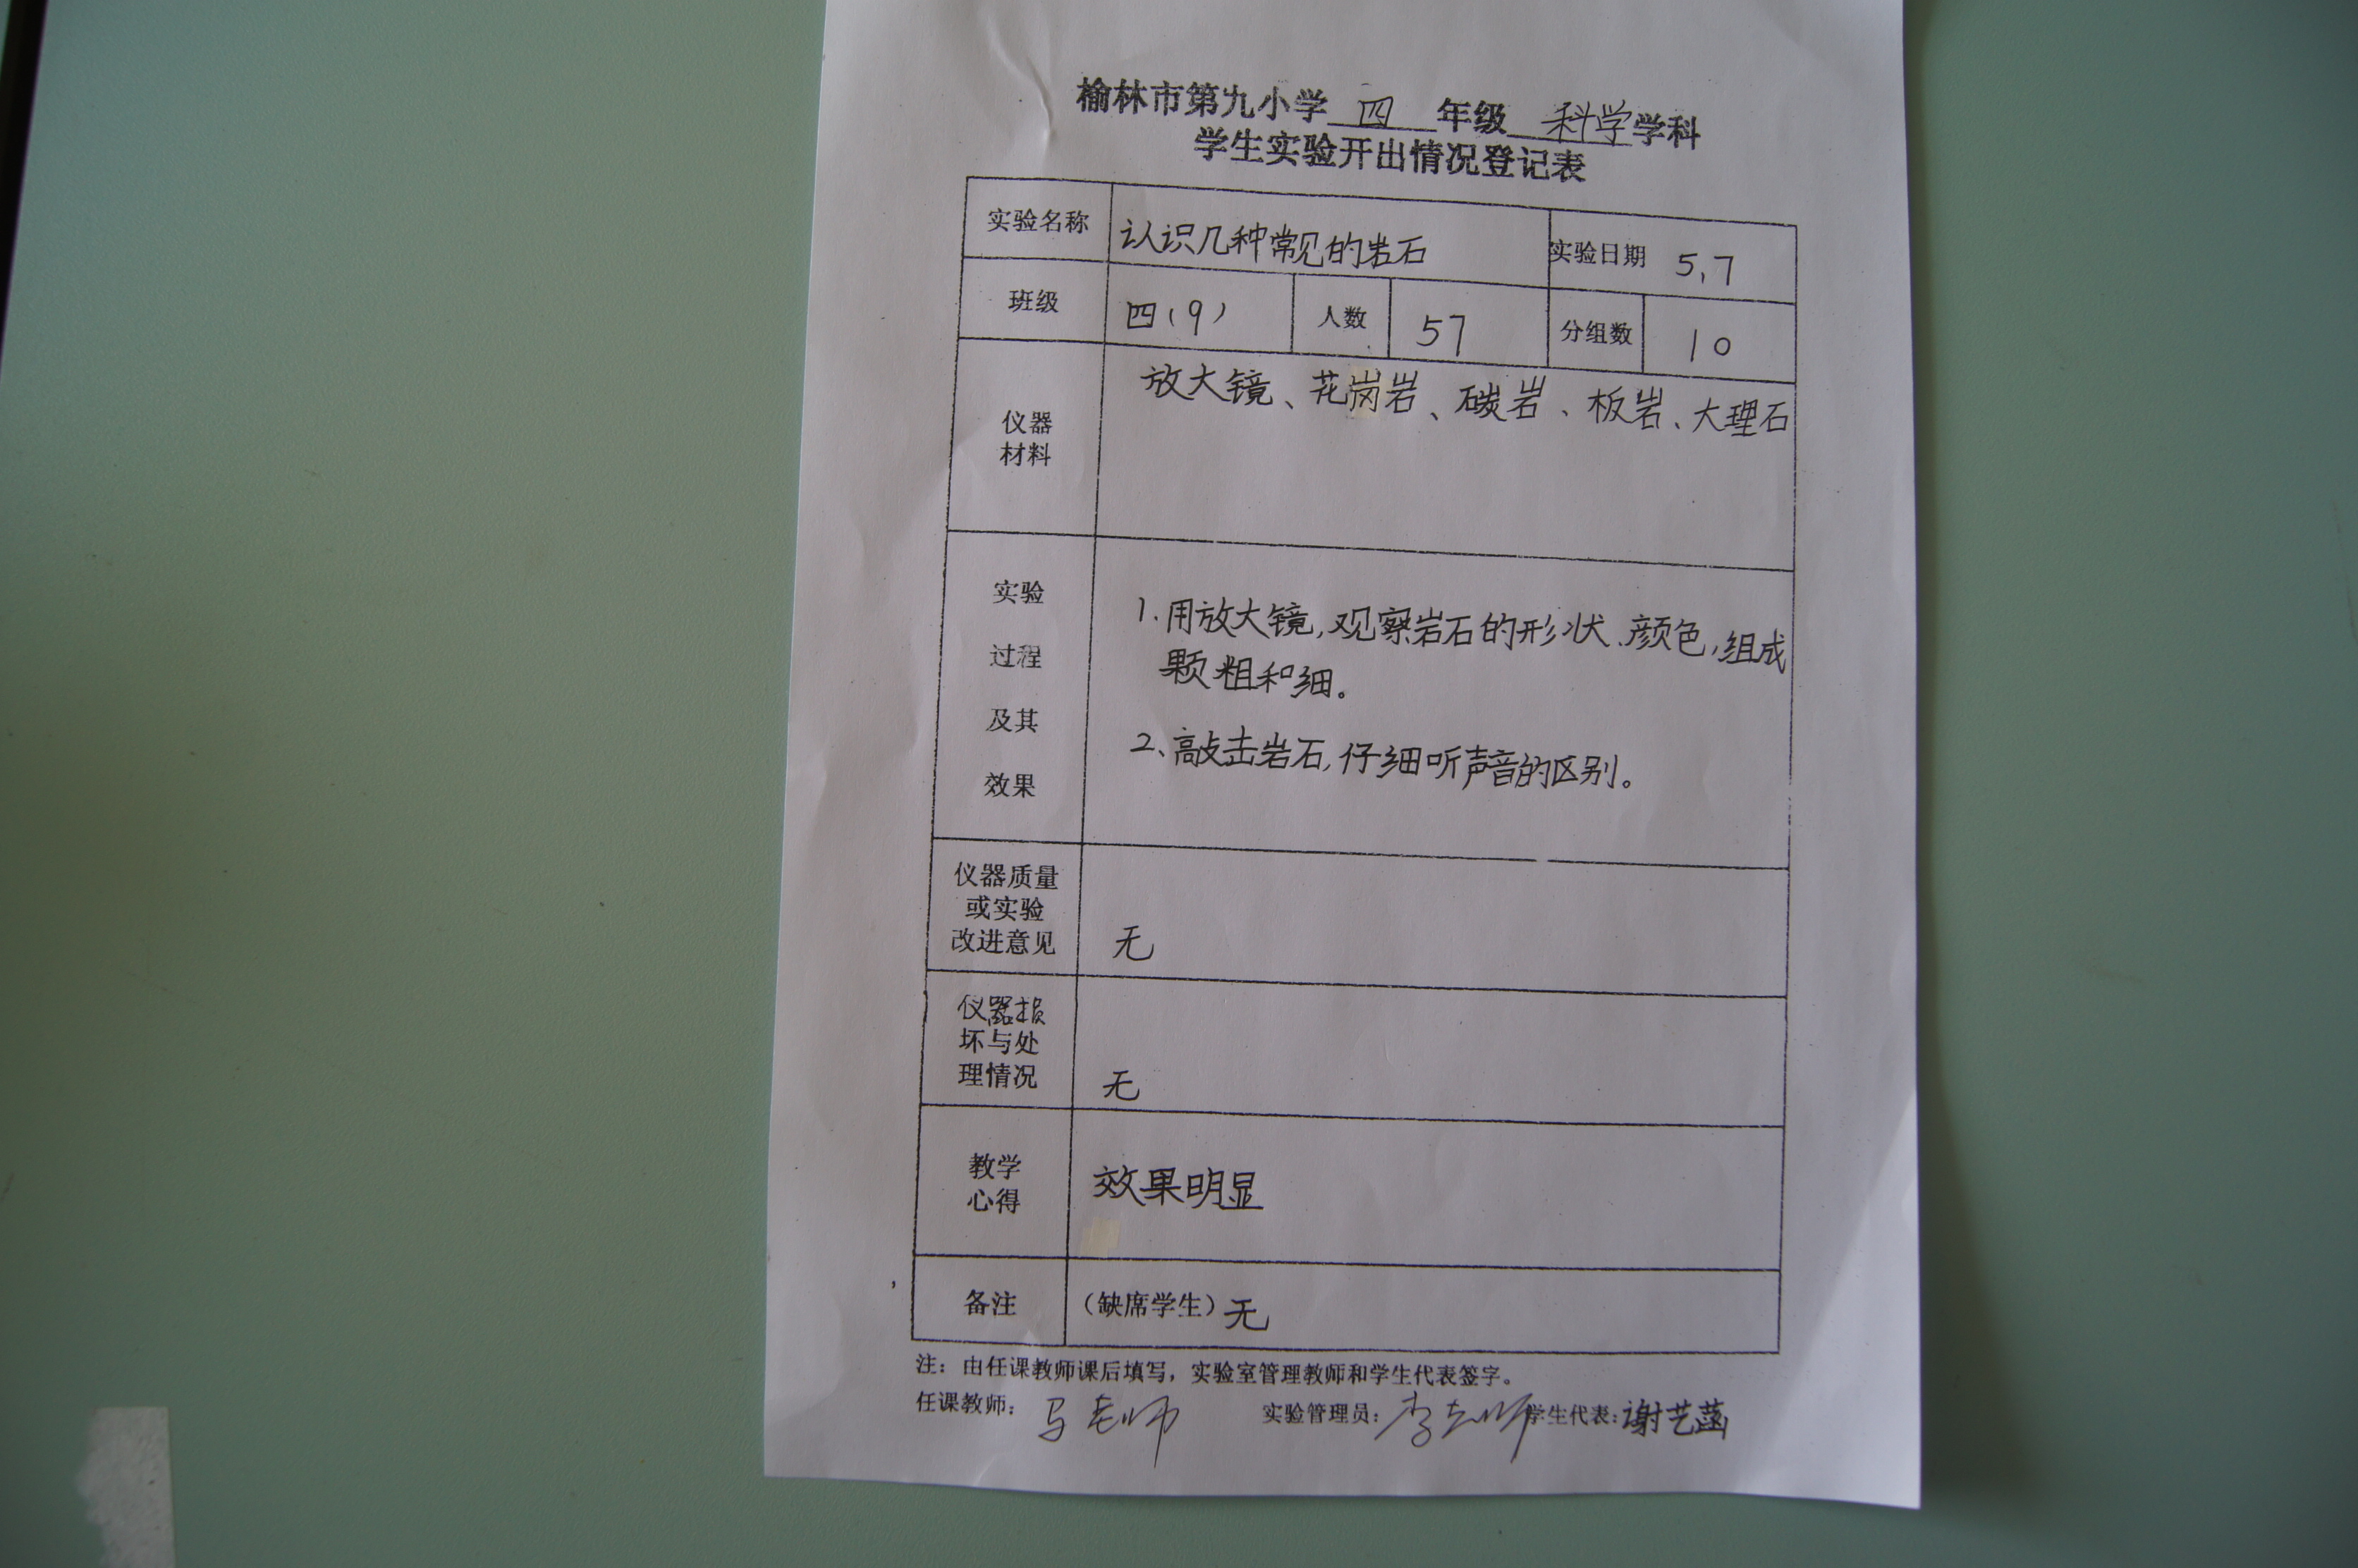 榆林市第九小学 四 年级 科学 学科
学生实验开出情况登记表
实验名称 认识几种常见的岩石 实验日期 5,7
班级 四(9) 人数 57 分组数 10
仪器
材料
放大镜、花岗岩、碳岩、板岩、大理石
实验
过程
及其
效果
1.用放大镜,观察岩石的形状、颜色,组成
颗粗和细。
2、敲击岩石,仔细听声音的区别。
仪器质量
或实验
改进意见
无
仪器损
坏与处
理情况
无
教学
心得
效果明显
备注 (缺席学生) 无
注:由任课教师课后填写,实验室管理教师和学生代表签字。
任课教师: 马老师 实验管理员: 李老师 学生代表: 谢艺菡